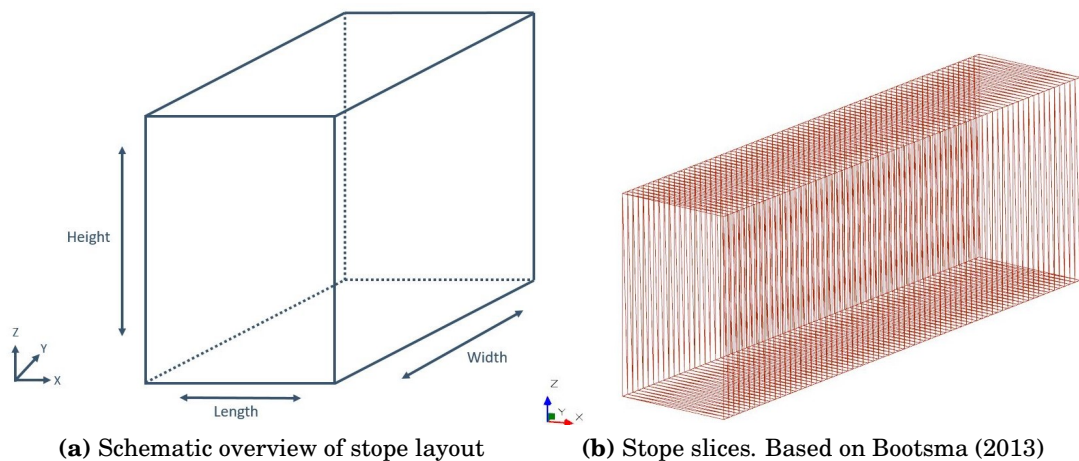 Height
Width
Length
Z
Y
X
Z
Y
X
(a) Schematic overview of stope layout
(b) Stope slices. Based on Bootsma (2013)